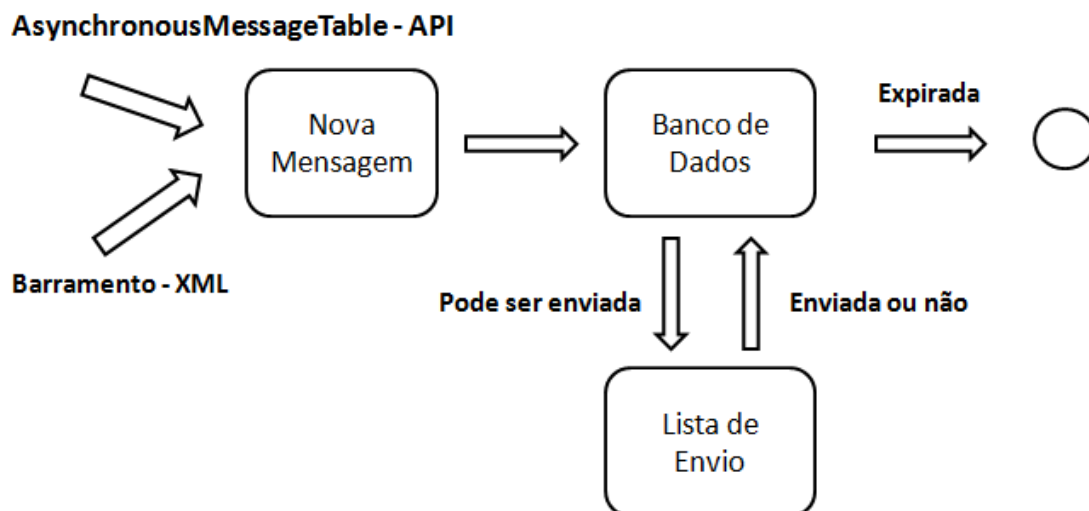 AsynchronousMessageTable - API
Nova
Mensagem
Banco de
Dados
Expirada
Barramento - XML
Pode ser enviada
Enviada ou não
Lista de
Envio